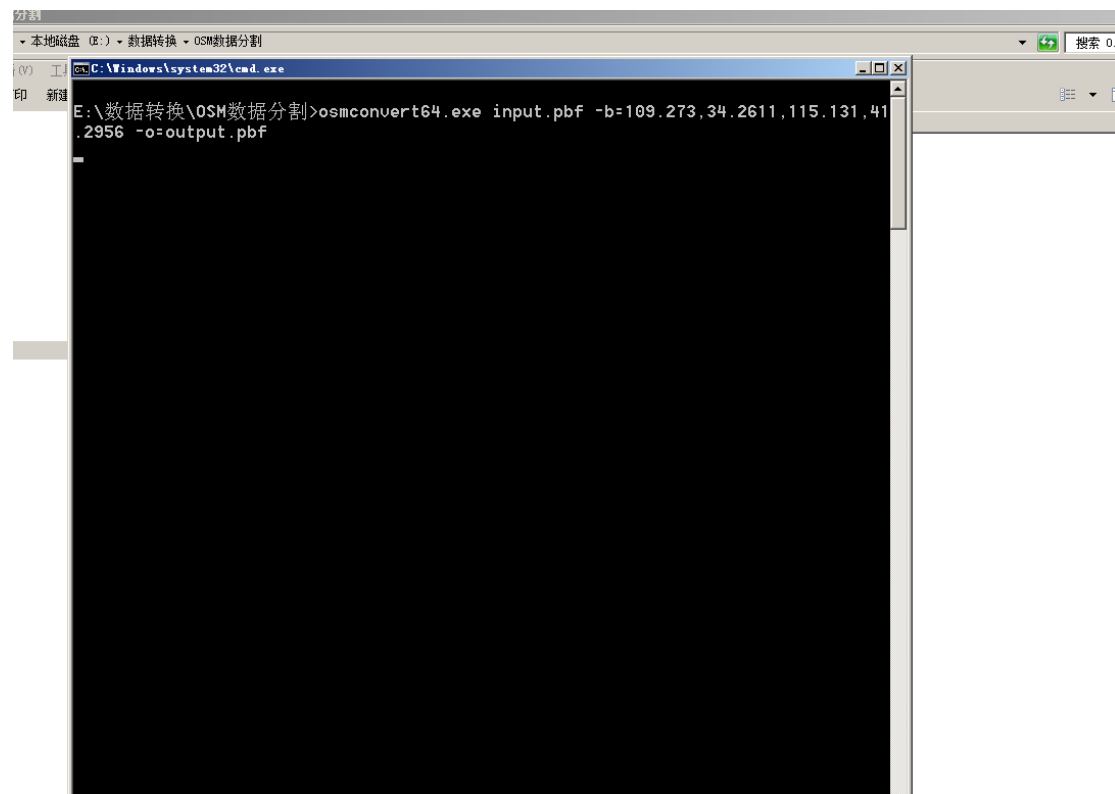 分割
本地磁盘 (E:) 数据转换 OSM数据分割
搜索 O
(V)
C:\Windows\system32\cmd.exe
印 新建
E:\数据转换\OSM数据分割>osmconvert64.exe input.pbf -b=109.273,34.2611,115.131,41
.2956 -o=output.pbf